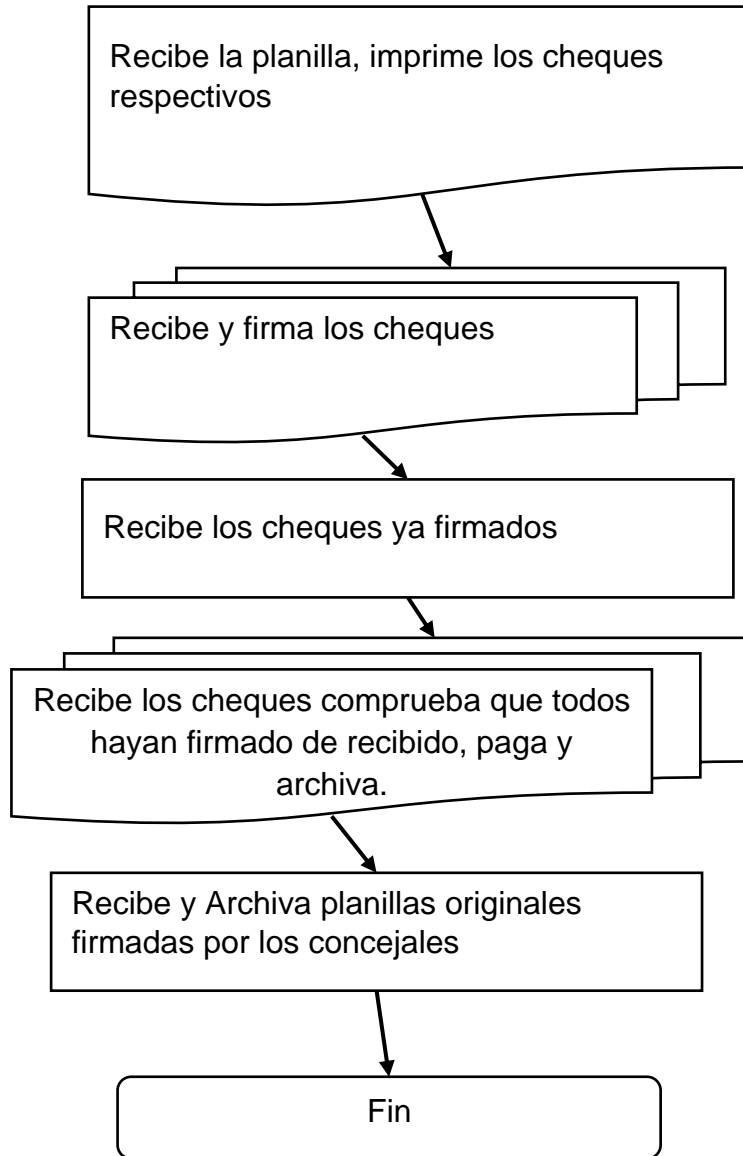 Recibe la planilla, imprime los cheques
respectivos
Recibe y firma los cheques
Recibe los cheques ya firmados
Recibe los cheques comprueba que todos
hayan firmado de recibido, paga y
archiva.
Recibe y Archiva planillas originales
firmadas por los concejales
Fin